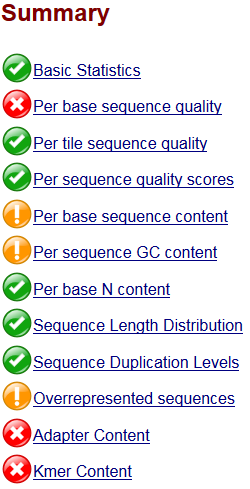 Summary
Basic Statistics
Per base sequence quality
Per tile sequence quality
Per sequence quality scores
Per base sequence content
Per sequence GC content
Per base N content
Sequence Length Distribution
Sequence Duplication Levels
Overrepresented sequences
Adapter Content
Kmer Content